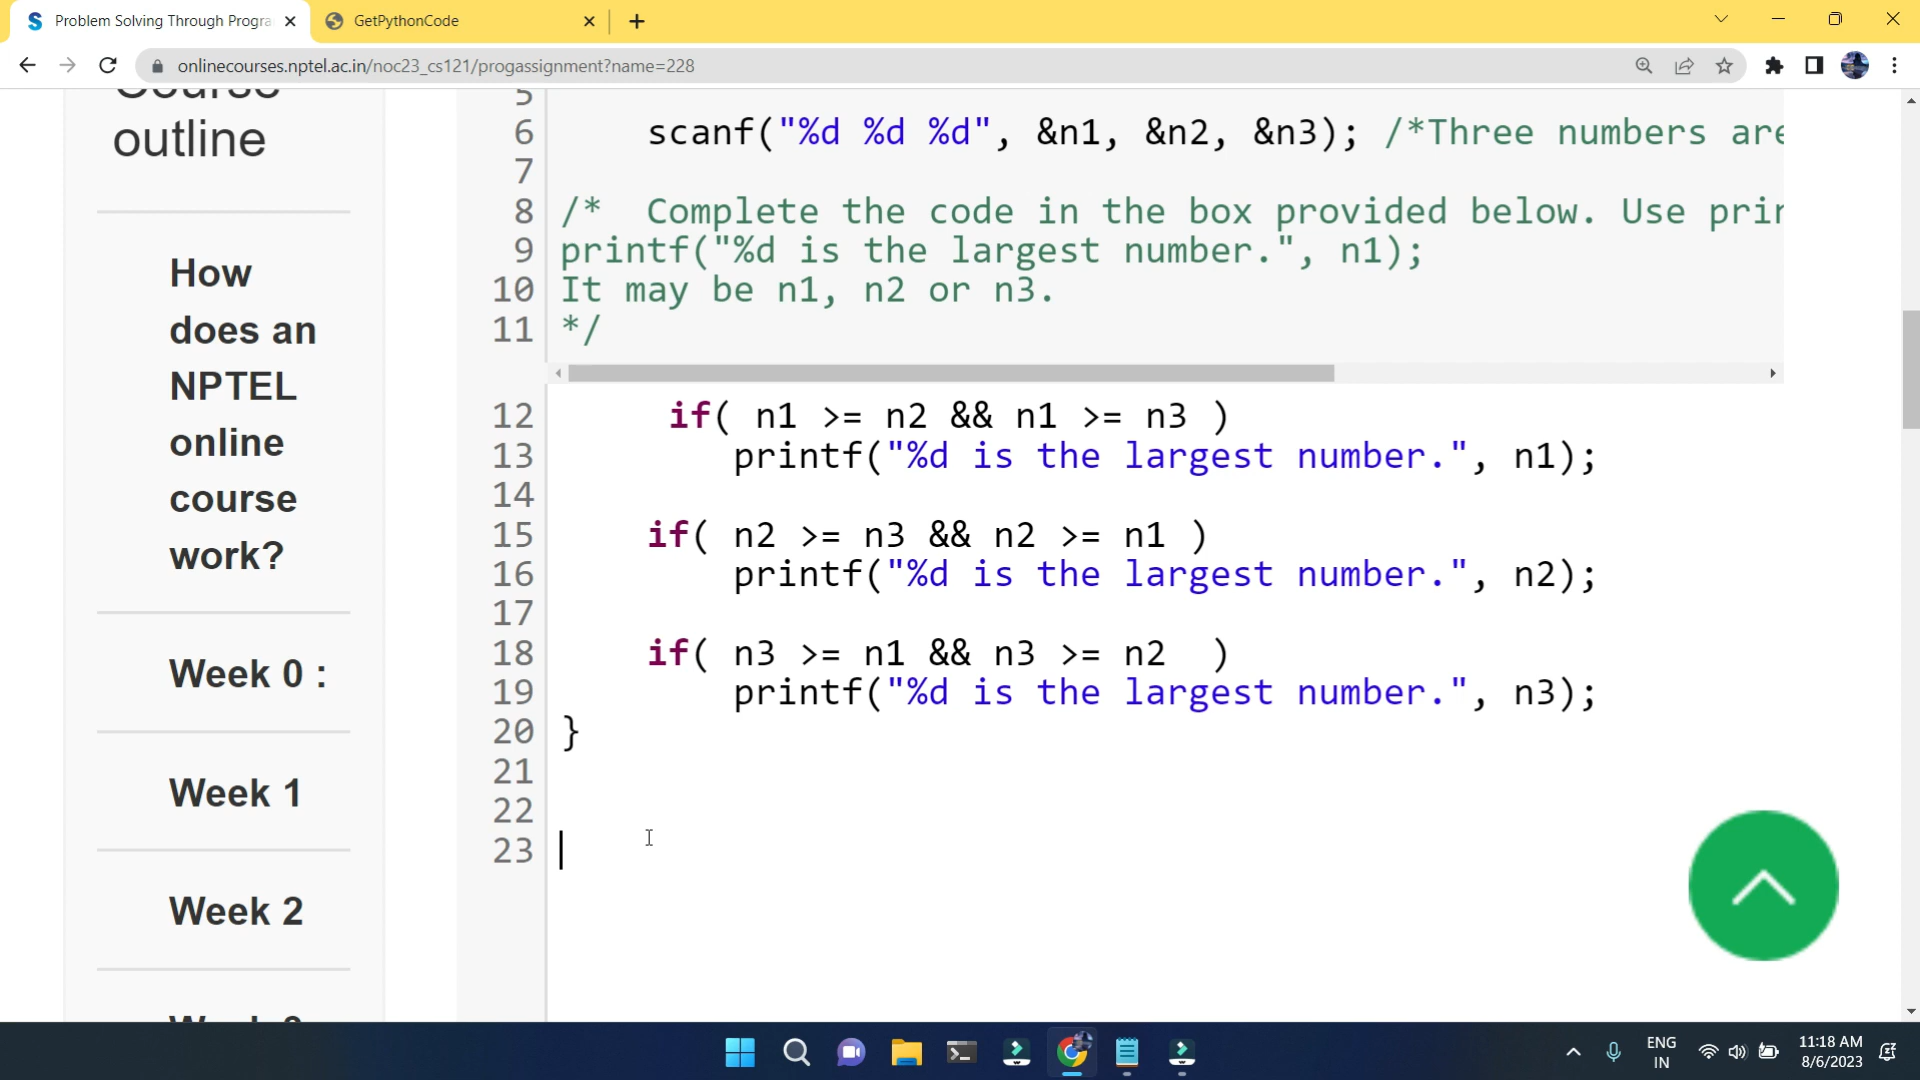 Problem Solving Through Progra
GetPythonCode
onlinecourses.nptel.ac.in/noc23_cs121/progassignment?name=228
Course
outline
How
does an
NPTEL
online
course
work?
Week 0 :
Week 1
Week 2
5
6 scanf("%d %d %d", &n1, &n2, &n3); /*Three numbers are
7
8 /* Complete the code in the box provided below. Use prin
9 printf("%d is the largest number.", n1);
10 It may be n1, n2 or n3.
11 */
12 if( n1 >= n2 && n1 >= n3 )
13 printf("%d is the largest number.", n1);
14
15 if( n2 >= n3 && n2 >= n1 )
16 printf("%d is the largest number.", n2);
17
18 if( n3 >= n1 && n3 >= n2 )
19 printf("%d is the largest number.", n3);
20 }
21
22
23
ENG
IN
11:18 AM
8/6/2023